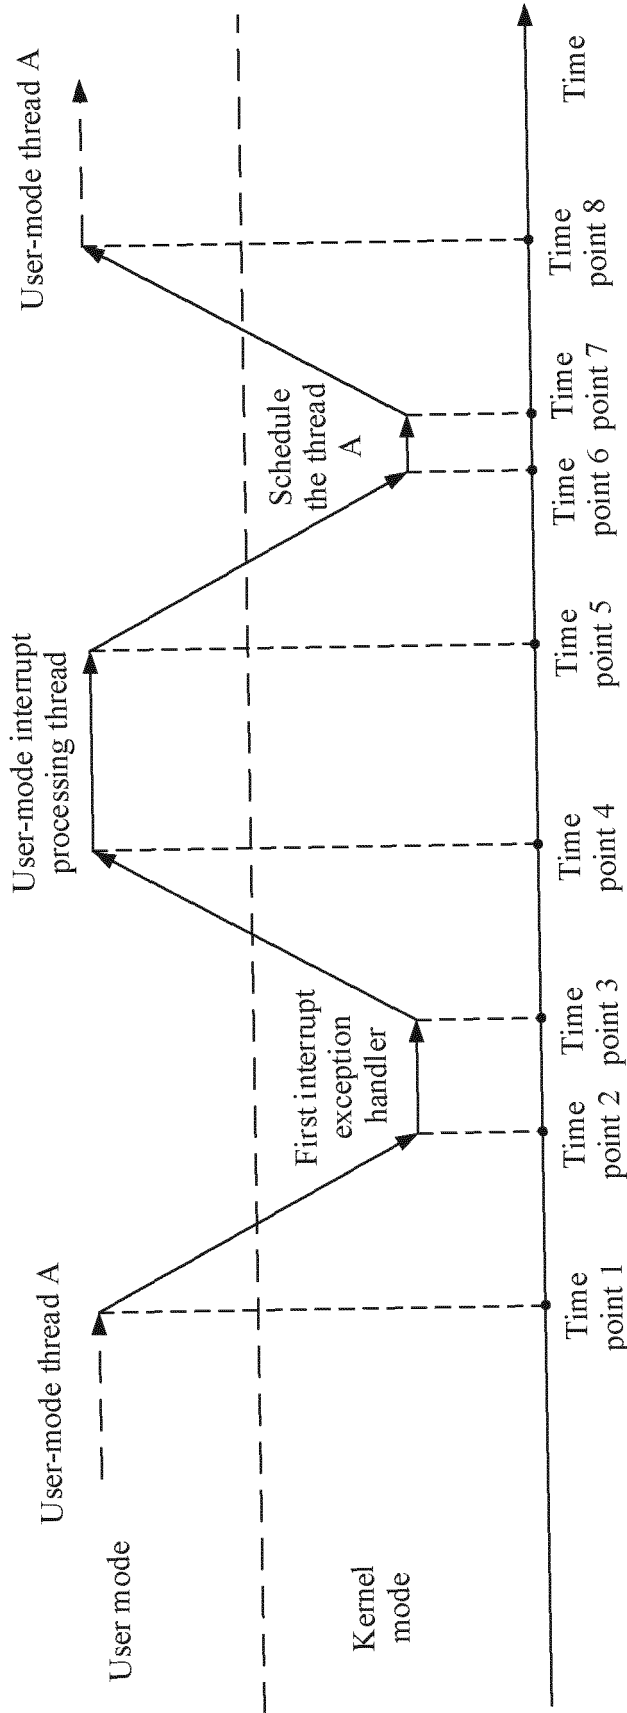 User-mode thread A
User-mode interrupt
processing thread
User-mode thread A
User mode
First interrupt
exception
handler
Schedule
the thread
A
Kernel
mode
Time
point 1
Time
point 2
Time
point 3
Time
point 4
Time
point 5
Time
point 6
Time
point 7
Time
point 8
Time